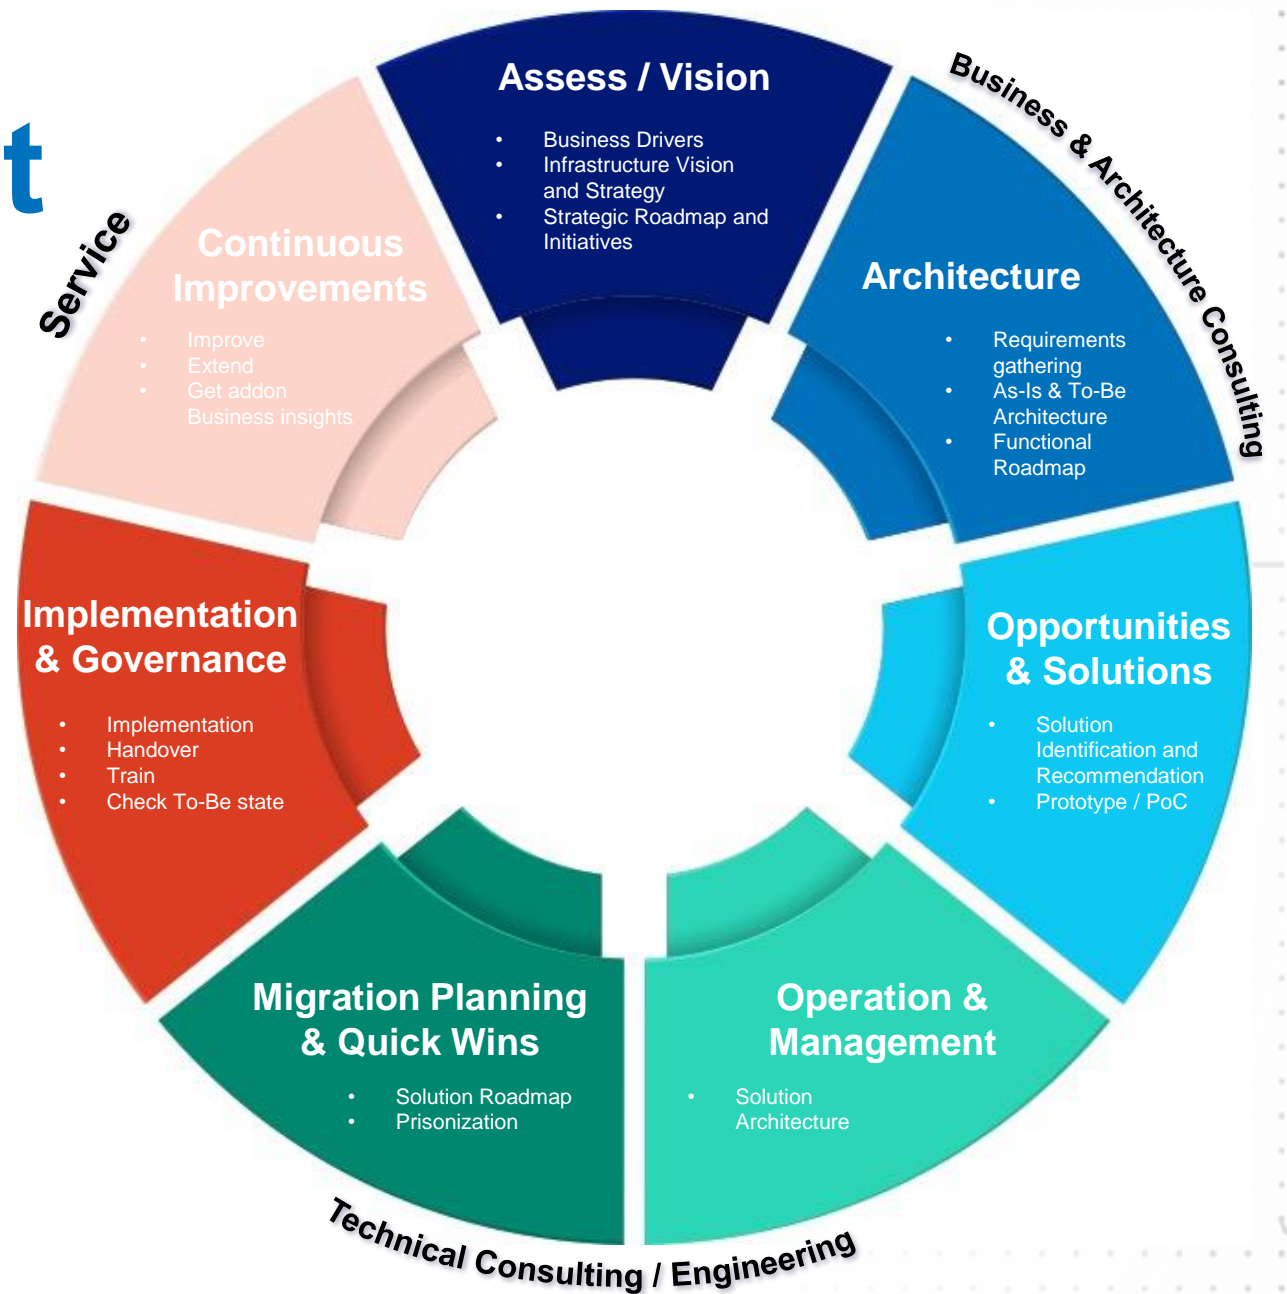 t
Assess / Vision
• Business Drivers
• Infrastructure Vision
and Strategy
• Strategic Roadmap and
Initiatives
Business & Architecture Consulting
Architecture
• Requirements
gathering
• As-Is & To-Be
Architecture
• Functional
Roadmap
Opportunities
& Solutions
• Solution
Identification and
Recommendation
• Prototype / PoC
Operation &
Management
• Solution
Architecture
Technical Consulting / Engineering
Migration Planning
& Quick Wins
• Solution Roadmap
• Prisonization
Implementation
& Governance
• Implementation
• Handover
• Train
• Check To-Be state
Service
Continuous
Improvements
• Improve
• Extend
• Get addon
Business insights